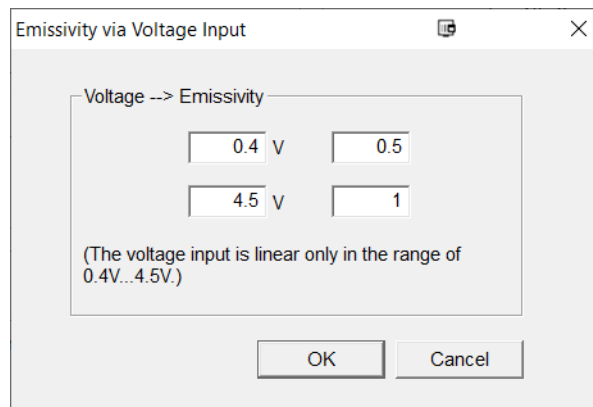 Emissivity via Voltage Input
Voltage --> Emissivity
0.4 V 0.5
4.5 V 1
(The voltage input is linear only in the range of
0.4V...4.5V.)
OK Cancel